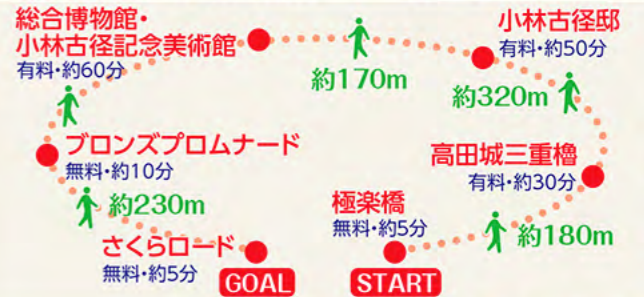 総合博物館・
小林古径記念美術館
有料・約60分
約170m
小林古径邸
有料・約50分
約320m
ブロンズプロムナード
無料・約10分
高田城三重櫓
有料・約30分
約230m
極楽橋
無料・約5分
約180m
さくらロード
無料・約5分
GOAL
START